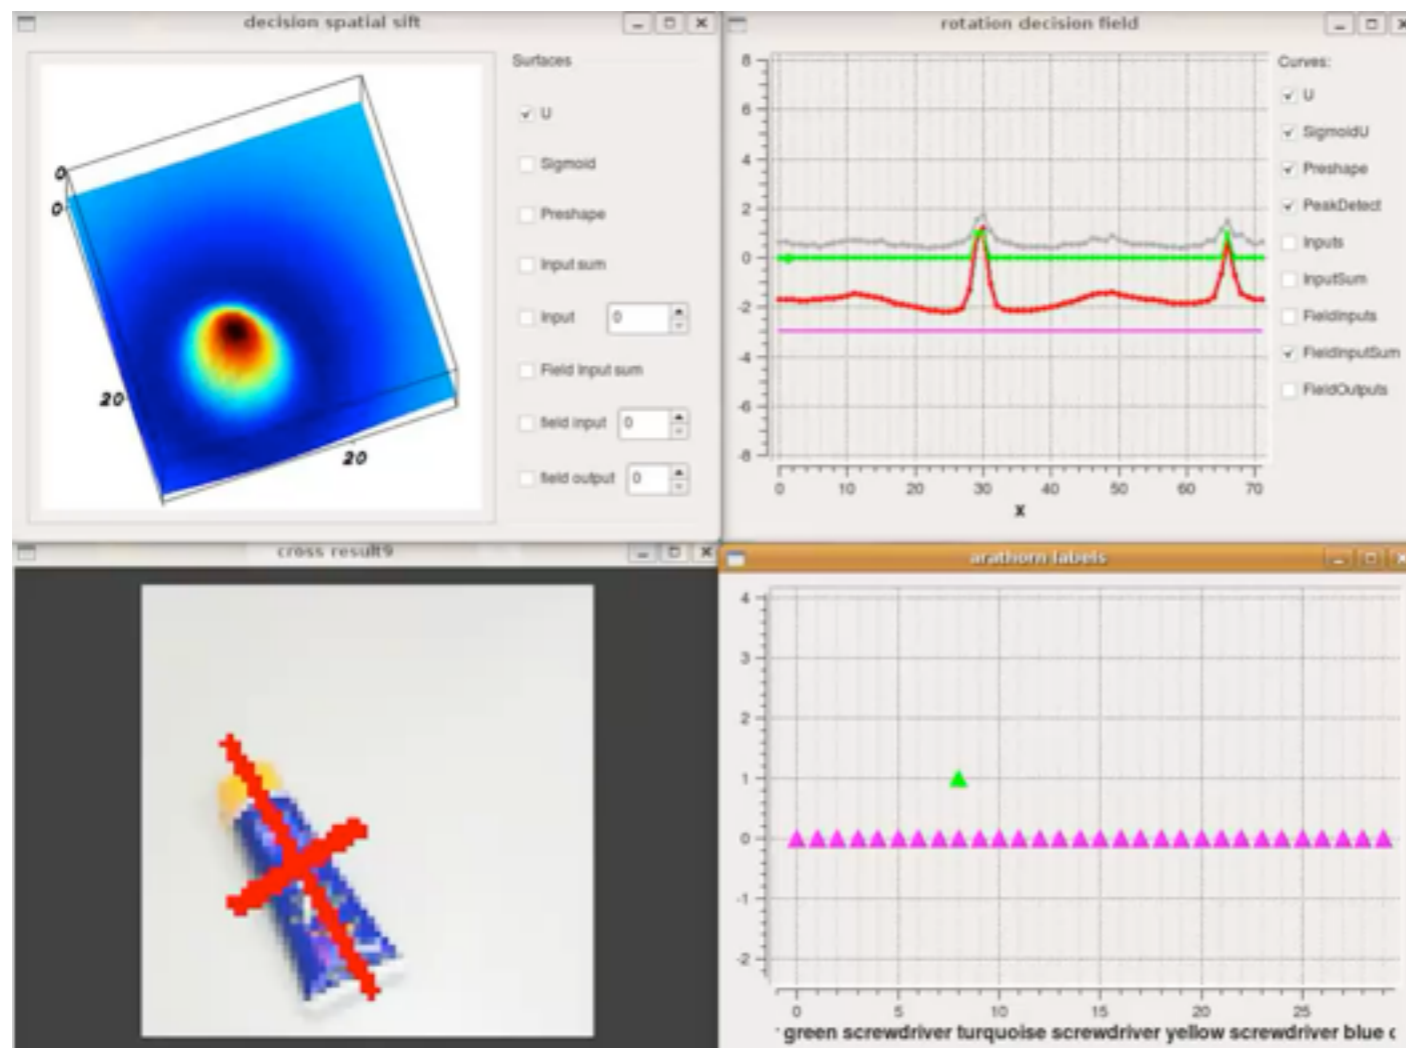 decision spatial sift
Surfaces
U
Sigmoid
Preshape
Input sum
Input 0
Field Input sum
field input 0
field output 0
0
0
20
20
rotation decision field
Curves:
U
SigmoidU
Preshape
PeakDetect
Inputs
InputSum
FieldInputs
FieldInputSum
FieldOutputs
8
6
4
2
0
-2
-4
-6
-8
0 10 20 30 40 50 60 70
x
cross result9
arathorn labels
4
3
2
1
0
-1
-2
0 5 10 15 20 25
green screwdriver turquoise screwdriver yellow screwdriver blue